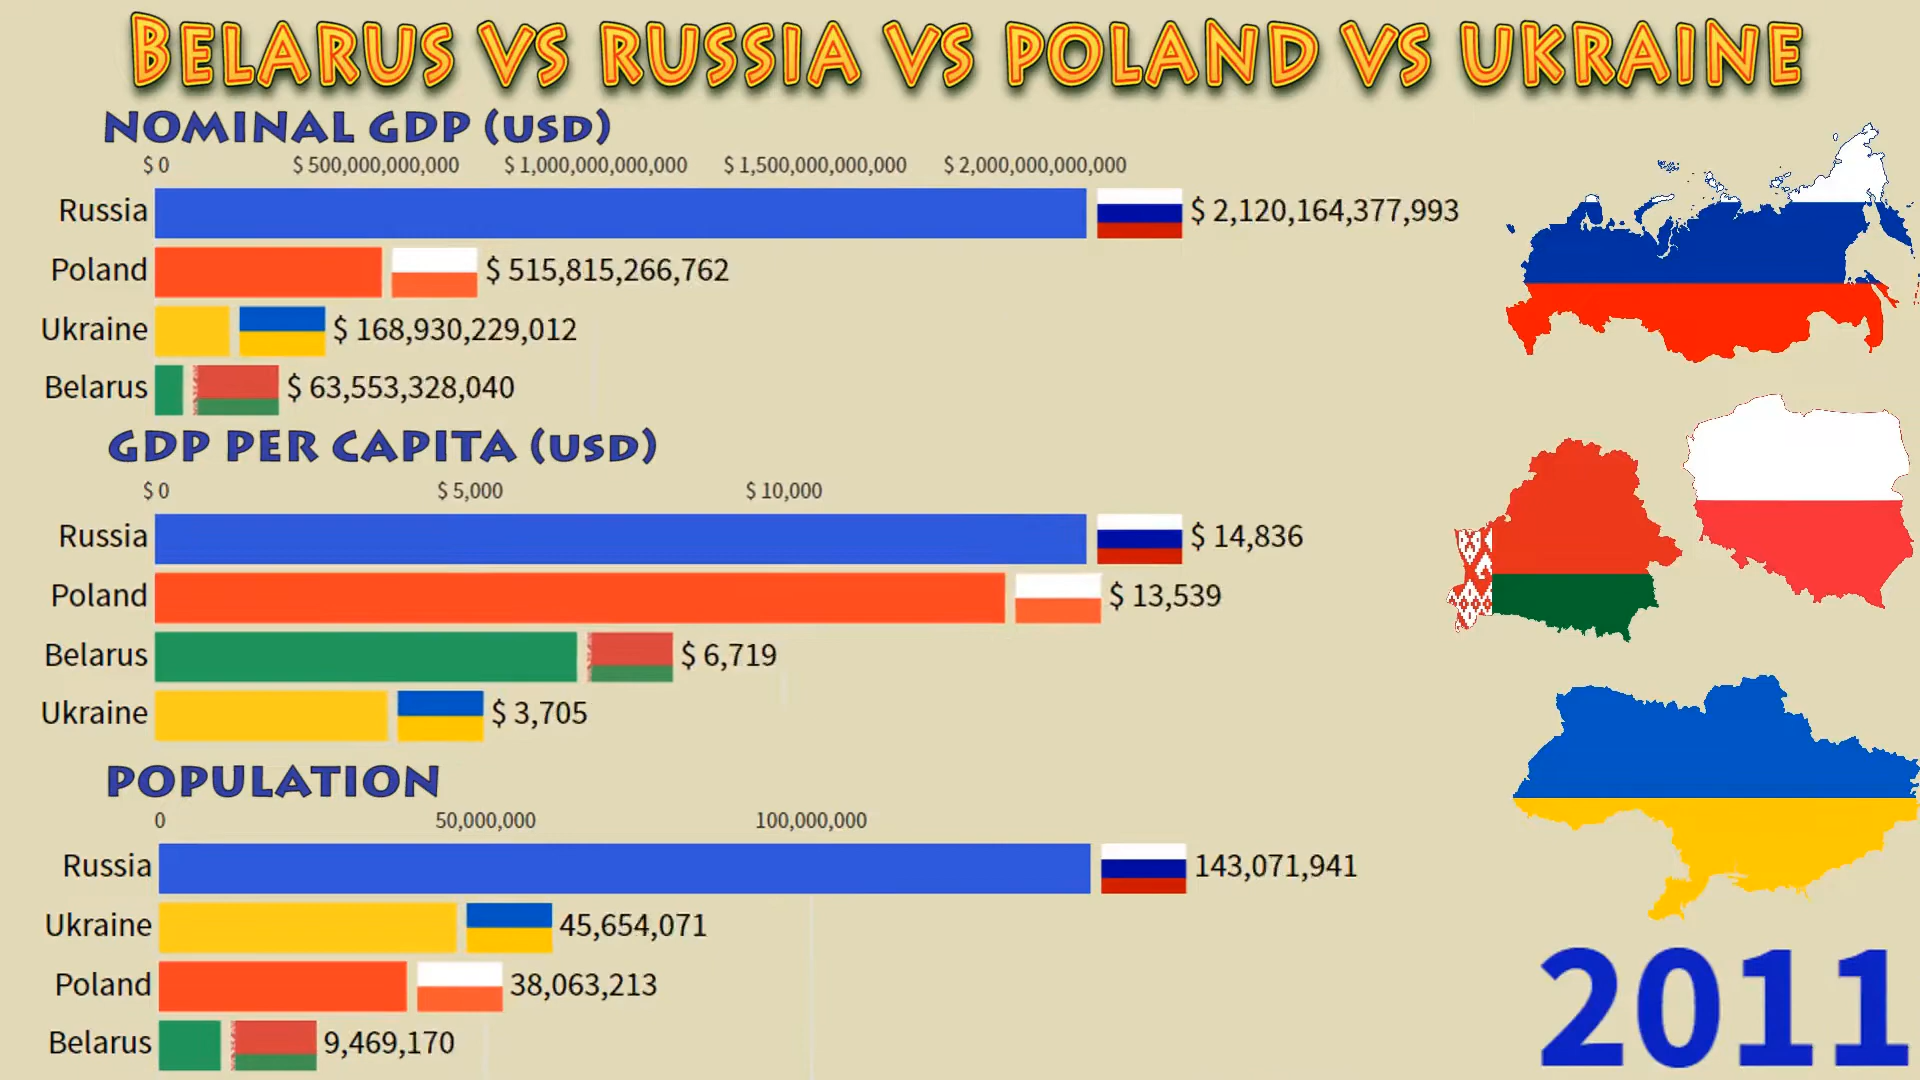 BELARUS VS RUSSIA VS POLAND VS UKRAINE
NOMINAL GDP (USD)
$ 0 $ 500,000,000,000 $ 1,000,000,000,000 $ 1,500,000,000,000 $ 2,000,000,000,000
Russia $ 2,120,164,377,993
Poland $ 515,815,266,762
Ukraine $ 168,930,229,012
Belarus $ 63,553,328,040
GDP PER CAPITA (USD)
$ 0 $ 5,000 $ 10,000
Russia $ 14,836
Poland $ 13,539
Belarus $ 6,719
Ukraine $ 3,705
POPULATION
0 50,000,000 100,000,000
Russia 143,071,941
Ukraine 45,654,071
Poland 38,063,213
Belarus 9,469,170
2011